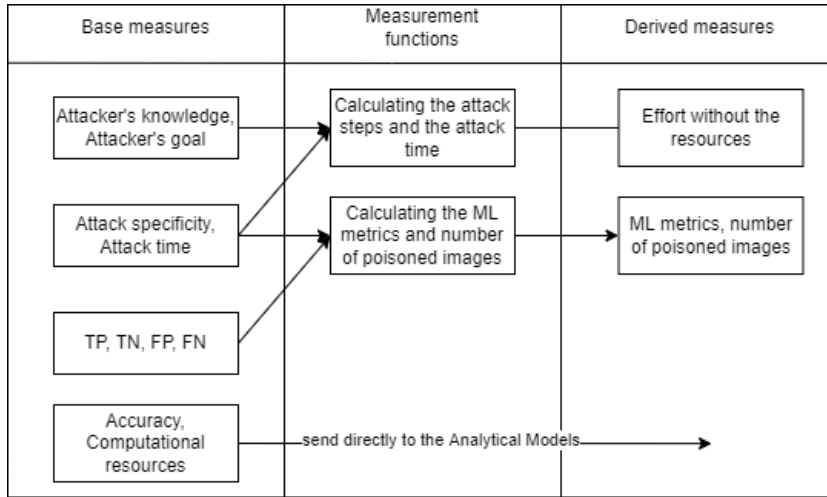 Base measures
Measurement
functions
Derived measures
Attacker's knowledge,
Attacker's goal
Calculating the attack
steps and the attack
time
Effort without the
resources
Attack specificity,
Attack time
Calculating the ML
metrics and number
of poisoned images
ML metrics, number
of poisoned images
TP, TN, FP, FN
Accuracy,
Computational
resources
send directly to the Analytical Models